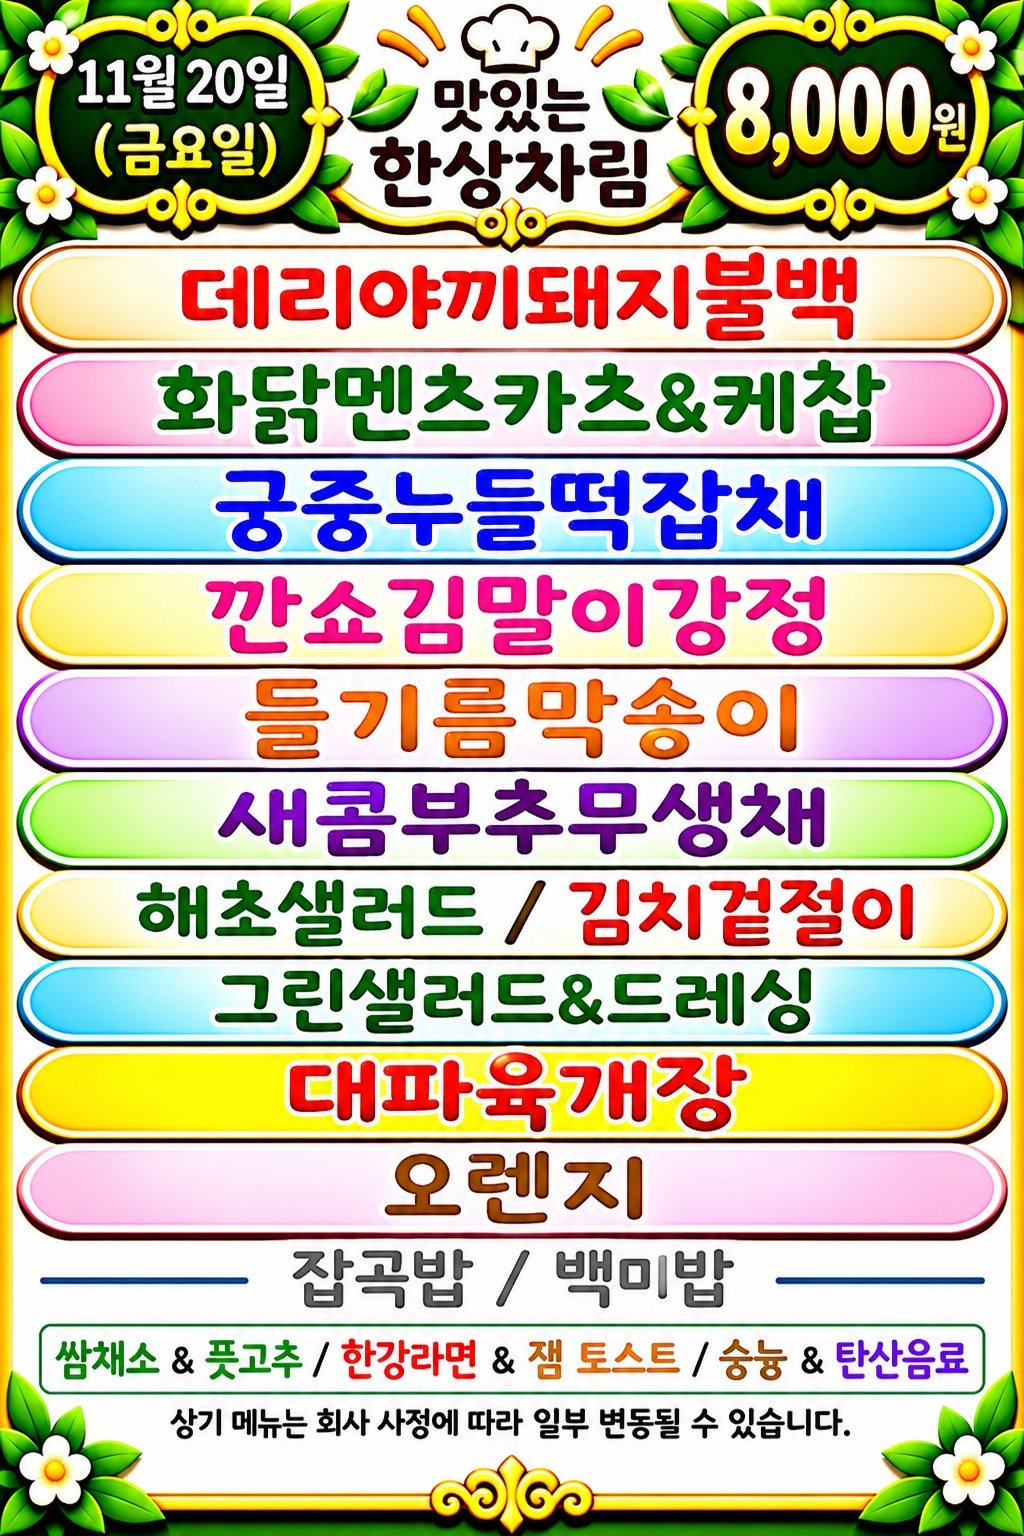 11월 20일
(금요일)
맛있는
한상차림
8,000원
데리야끼돼지불백
화닭멘츠카츠&케찹
궁중누들떡잡채
깐쇼김말이강정
들기름막송이
새콤부추무생채
해초샐러드 / 김치겉절이
그린샐러드&드레싱
대파육개장
오렌지
잡곡밥 / 백미밥
쌈채소 & 풋고추 / 한강라면 & 잼 토스트 / 숭늉 & 탄산음료
상기 메뉴는 회사 사정에 따라 일부 변동될 수 있습니다.